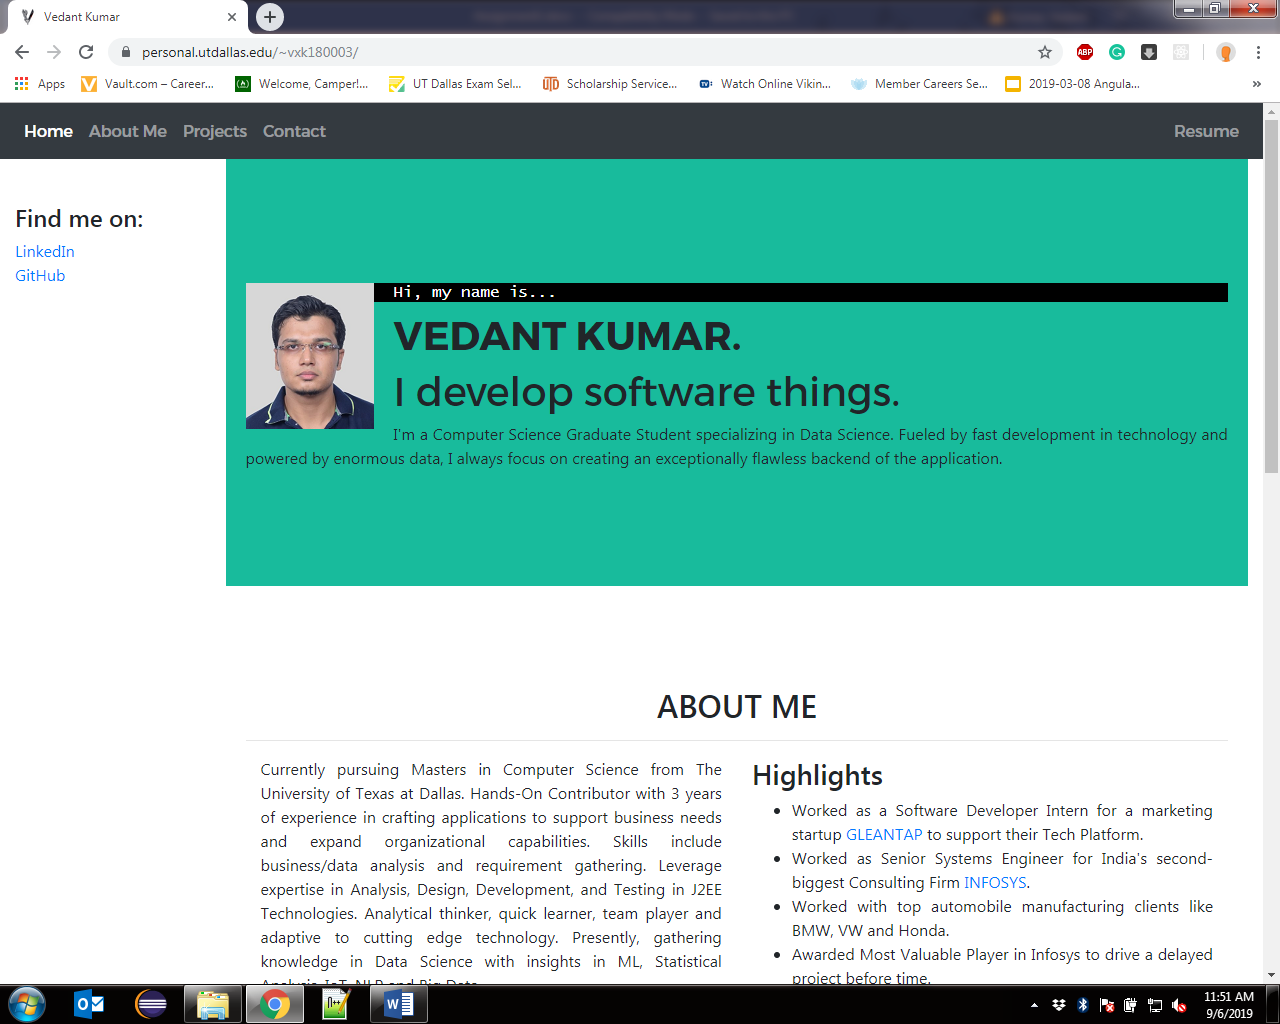 Vedant Kumar
personal.utdallas.edu/~vxk180003/
ABP
Apps
Vault.com – Career...
Welcome, Camper!...
UT Dallas Exam Sel...
Scholarship Service...
Watch Online Vikin...
Member Careers Se...
2019-03-08 Angula...
Home About Me Projects Contact Resume
Find me on:
LinkedIn
GitHub
Hi, my name is...
VEDANT KUMAR.
I develop software things.
I'm a Computer Science Graduate Student specializing in Data Science. Fueled by fast development in technology and
powered by enormous data, I always focus on creating an exceptionally flawless backend of the application.
ABOUT ME
Currently pursuing Masters in Computer Science from The
University of Texas at Dallas. Hands-On Contributor with 3 years
of experience in crafting applications to support business needs
and expand organizational capabilities. Skills include
business/data analysis and requirement gathering. Leverage
expertise in Analysis, Design, Development, and Testing in J2EE
Technologies. Analytical thinker, quick learner, team player and
adaptive to cutting edge technology. Presently, gathering
knowledge in Data Science with insights in ML, Statistical
Analysis, IoT, NLP and Big Data.
Highlights
Worked as a Software Developer Intern for a marketing
startup GLEANTAP to support their Tech Platform.
Worked as Senior Systems Engineer for India's second-
biggest Consulting Firm INFOSYS.
Worked with top automobile manufacturing clients like
BMW, VW and Honda.
Awarded Most Valuable Player in Infosys to drive a delayed
project before time.
11:51 AM
9/6/2019